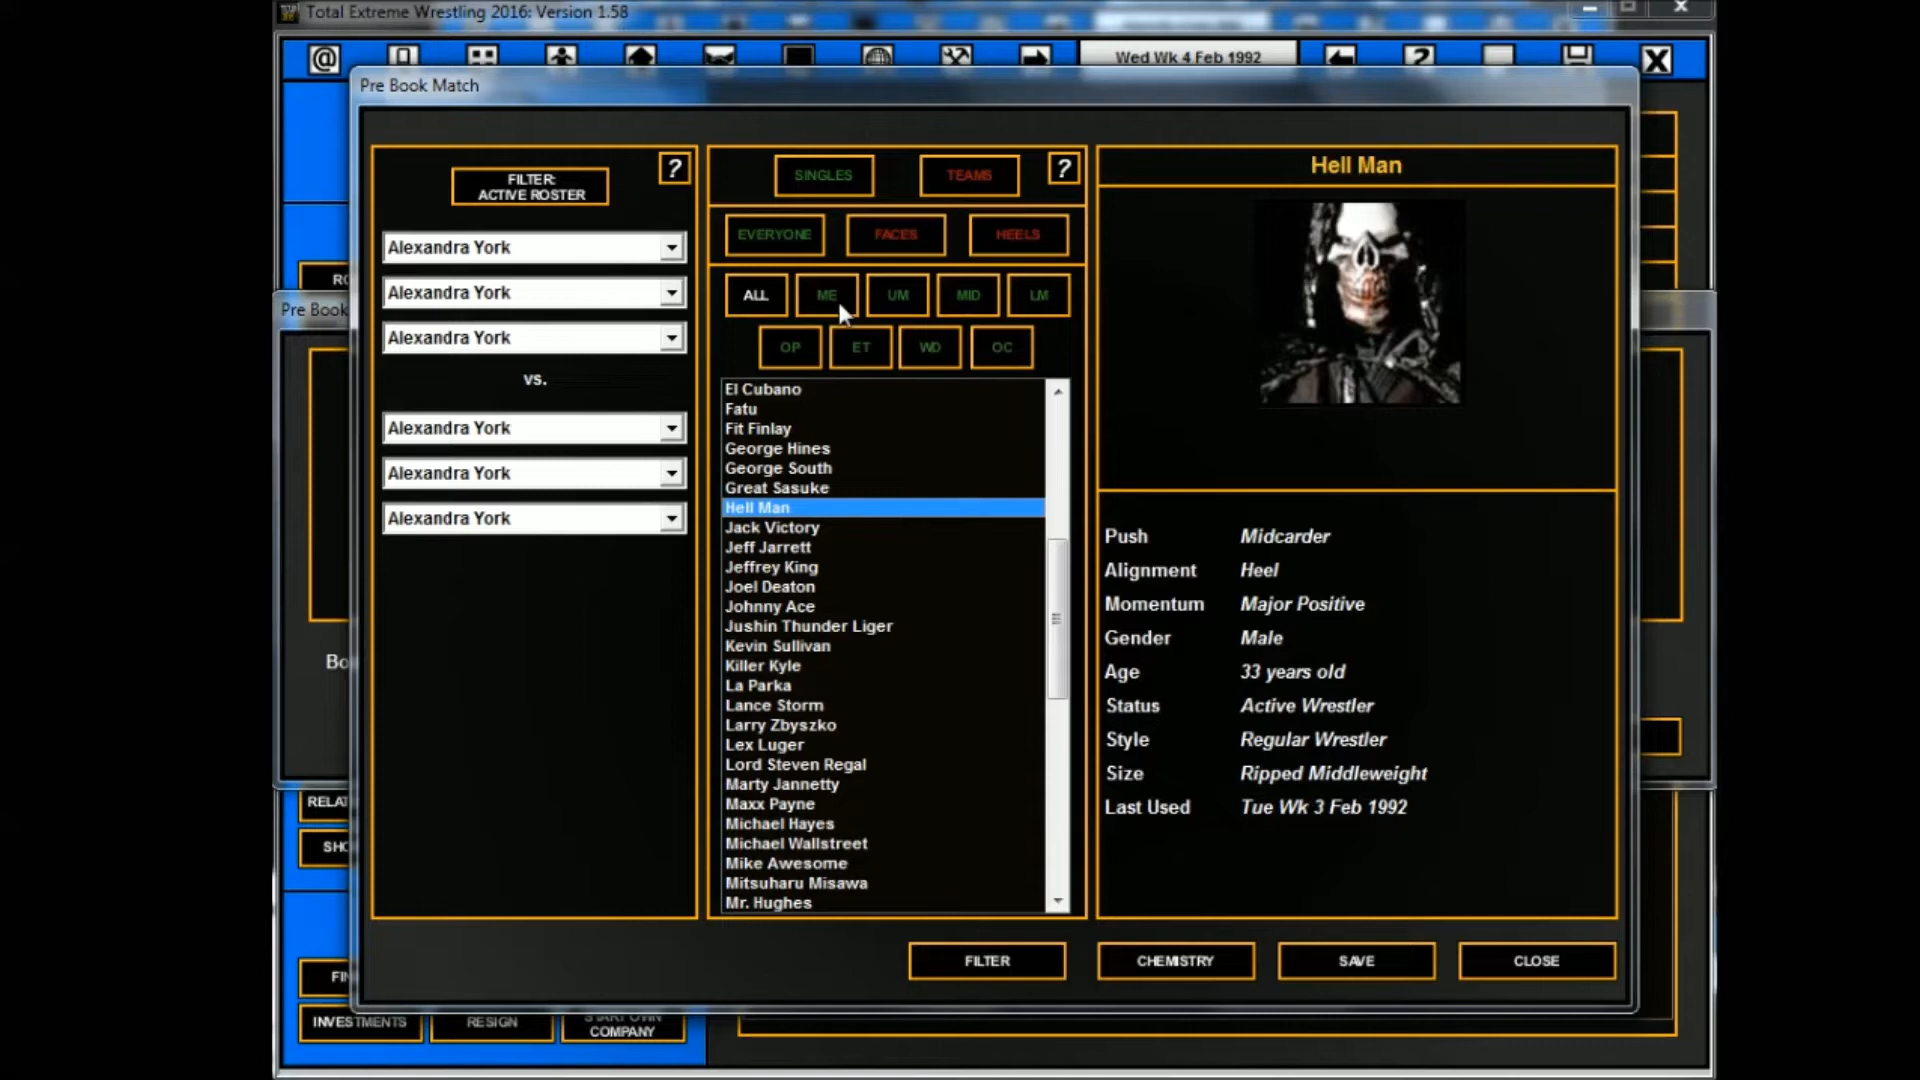 Total Extreme Wrestling 2016: Version 1.58
Wed Wk 4 Feb 1992
Pre Book Match
FILTER:
ACTIVE ROSTER
?
Alexandra York
Alexandra York
Alexandra York
vs.
Alexandra York
Alexandra York
Alexandra York
SINGLES
TEAMS
?
EVERYONE
FACES
HEELS
ALL
ME
UM
MID
LM
OP
ET
WD
OC
El Cubano
Fatu
Fit Finlay
George Hines
George South
Great Sasuke
Hell Man
Jack Victory
Jeff Jarrett
Jeffrey King
Joel Deaton
Johnny Ace
Jushin Thunder Liger
Kevin Sullivan
Killer Kyle
La Parka
Lance Storm
Larry Zbyszko
Lex Luger
Lord Steven Regal
Marty Jannetty
Maxx Payne
Michael Hayes
Michael Wallstreet
Mike Awesome
Mitsuharu Misawa
Mr. Hughes
Hell Man
Push Midcarder
Alignment Heel
Momentum Major Positive
Gender Male
Age 33 years old
Status Active Wrestler
Style Regular Wrestler
Size Ripped Middleweight
Last Used Tue Wk 3 Feb 1992
FILTER
CHEMISTRY
SAVE
CLOSE
Pre Book
INVESTMENTS
RESIGN
START OWN
COMPANY